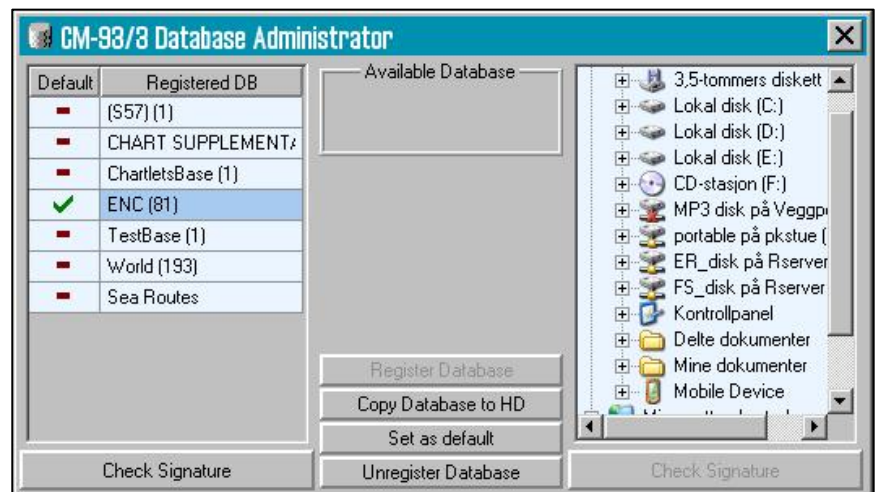 CM-93/3 Database Administrator
Default Registered DB
(S57) (1)
CHART SUPPLEMENTA
ChartletsBase (1)
ENC (81)
TestBase (1)
World (193)
Sea Routes
Check Signature
Available Database
Register Database
Copy Database to HD
Set as default
Unregister Database
3,5-tommers diskett
Lokal disk (C:)
Lokal disk (D:)
Lokal disk (E:)
CD-stasjon (F:)
MP3 disk på Veggp
portable på pkstue (
ER_disk på Rserver
FS_disk på Rserver
Kontrollpanel
Delte dokumenter
Mine dokumenter
Mobile Device
Check Signature